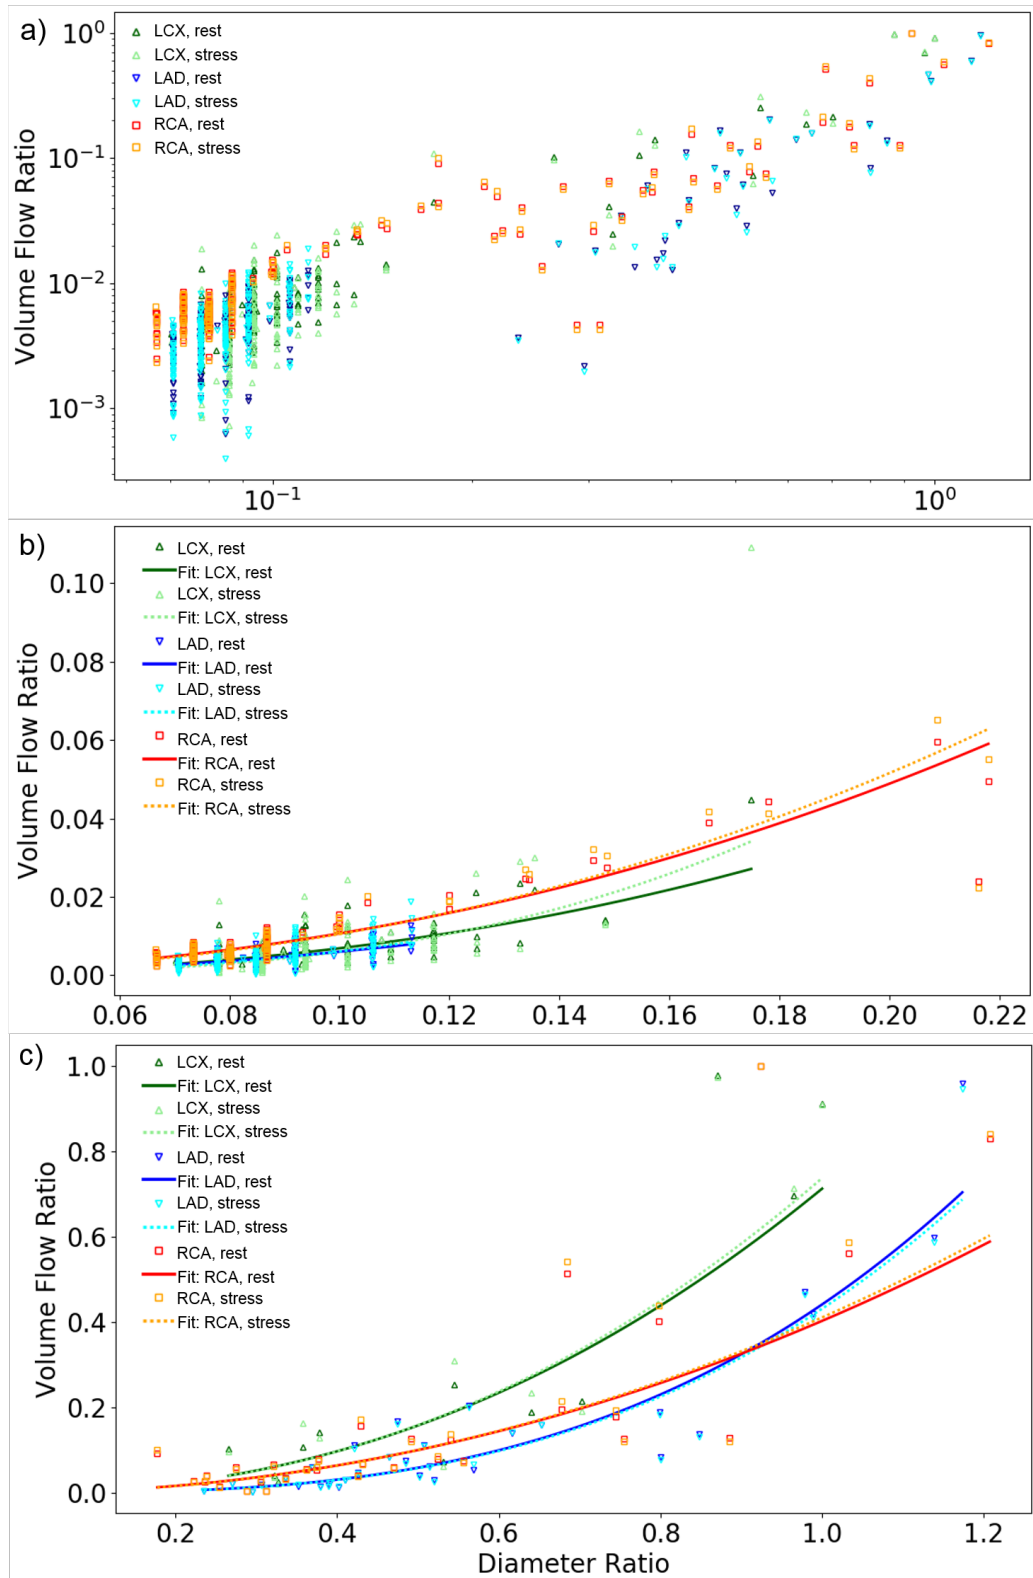 a)
LCX, rest
LCX, stress
LAD, rest
LAD, stress
RCA, rest
RCA, stress
Volume Flow Ratio
10⁰
10⁻¹
10⁻²
10⁻³
10⁻¹ 10⁰
b)
LCX, rest
Fit: LCX, rest
LCX, stress
Fit: LCX, stress
LAD, rest
Fit: LAD, rest
LAD, stress
Fit: LAD, stress
RCA, rest
Fit: RCA, rest
RCA, stress
Fit: RCA, stress
Volume Flow Ratio
0.10
0.08
0.06
0.04
0.02
0.00
0.06 0.08 0.10 0.12 0.14 0.16 0.18 0.20 0.22
c)
LCX, rest
Fit: LCX, rest
LCX, stress
Fit: LCX, stress
LAD, rest
Fit: LAD, rest
LAD, stress
Fit: LAD, stress
RCA, rest
Fit: RCA, rest
RCA, stress
Fit: RCA, stress
Volume Flow Ratio
1.0
0.8
0.6
0.4
0.2
0.0
0.2 0.4 0.6 0.8 1.0 1.2
Diameter Ratio